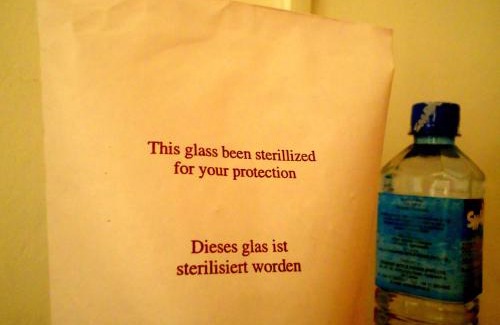 This glass been sterillized
for your protection
Dieses glas ist
sterilisiert worden